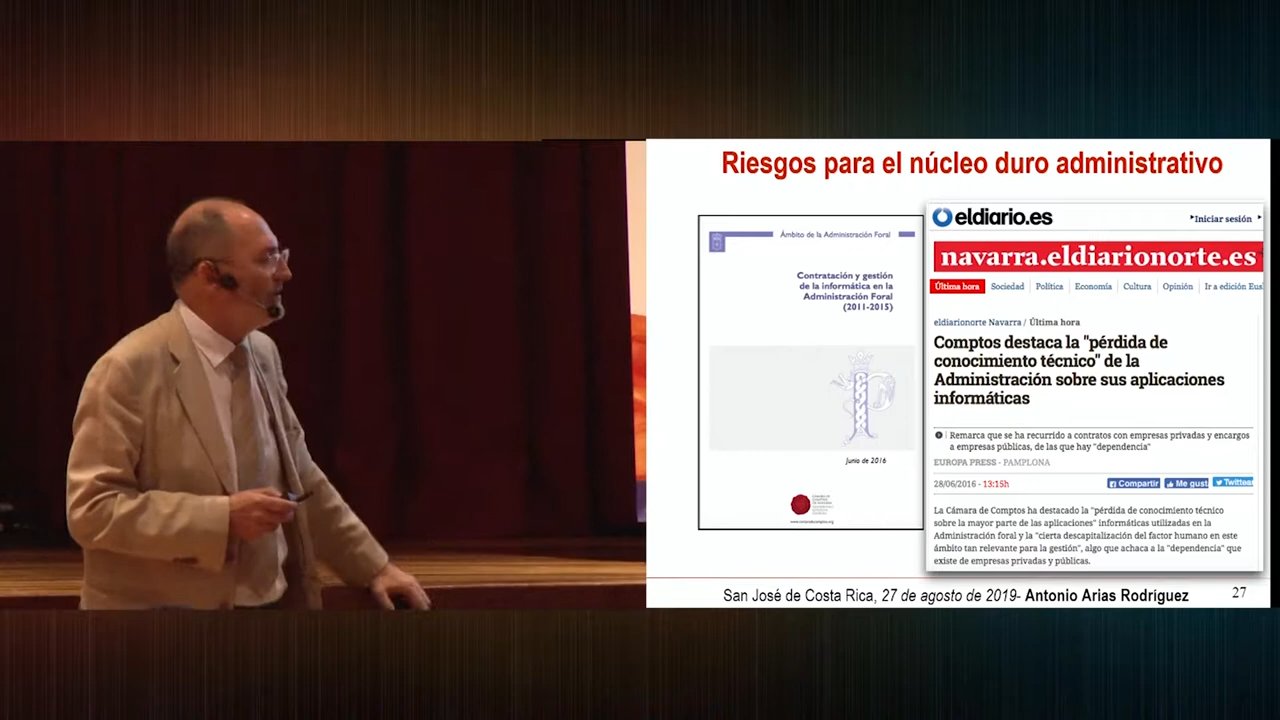 Riesgos para el núcleo duro administrativo
Ámbito de la Administración Foral
Contratación y gestión
de la informática en la
Administración Foral
(2011-2015)
Junio de 2016
eldiario.es
Iniciar sesión
navarra.eldiarionorte.es
Última hora Sociedad Política Economía Cultura Opinión Ir a edición Eus
eldiarionorte Navarra / Última hora
Comptos destaca la "pérdida de
conocimiento técnico" de la
Administración sobre sus aplicaciones
informáticas
Remarca que se ha recurrido a contratos con empresas privadas y encargos
a empresas públicas, de las que hay "dependencia"
EUROPA PRESS - PAMPLONA
28/06/2016 - 13:15h
Compartir Me gust Twittear
La Cámara de Comptos ha destacado la "pérdida de conocimiento técnico
sobre la mayor parte de las aplicaciones" informáticas utilizadas en la
Administración foral y la "cierta descapitalización del factor humano en este
ámbito tan relevante para la gestión", algo que achaca a la "dependencia" que
existe de empresas privadas y públicas.
San José de Costa Rica, 27 de agosto de 2019- Antonio Arias Rodríguez
27